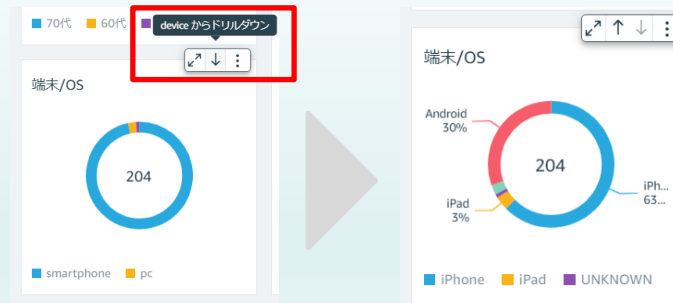 70代 60代
device からドリルダウン
端末/OS
204
smartphone pc
端末/OS
Android
30%
204
iPh...
63...
iPad
3%
iPhone iPad UNKNOWN